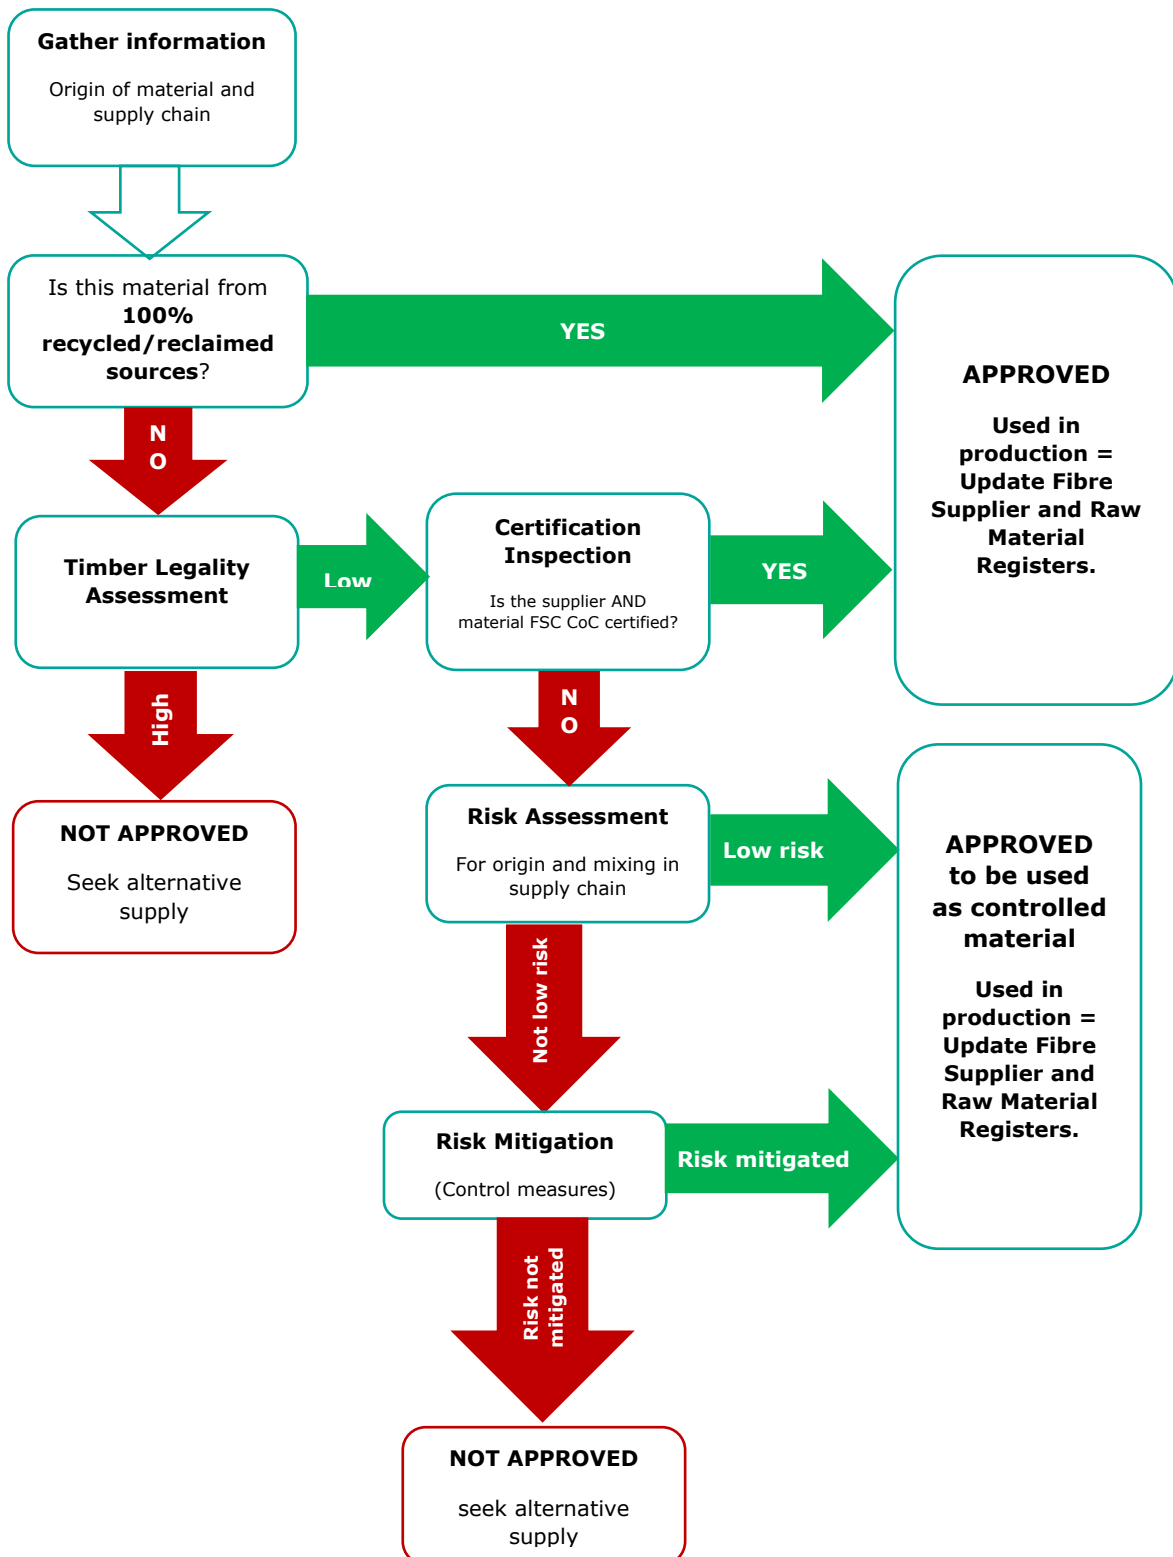 Gather information
Origin of material and
supply chain
Is this material from
100%
recycled/reclaimed
sources?
YES
APPROVED
Used in
production =
Update Fibre
Supplier and Raw
Material
Registers.
N
O
Timber Legality
Assessment
Low
Certification
Inspection
Is the supplier AND
material FSC CoC certified?
YES
High
N
O
NOT APPROVED
Seek alternative
supply
Risk Assessment
For origin and mixing in
supply chain
Low risk
APPROVED
to be used
as controlled
material
Used in
production =
Update Fibre
Supplier and
Raw Material
Registers.
Not low risk
Risk Mitigation
(Control measures)
Risk mitigated
Risk not
mitigated
NOT APPROVED
seek alternative
supply